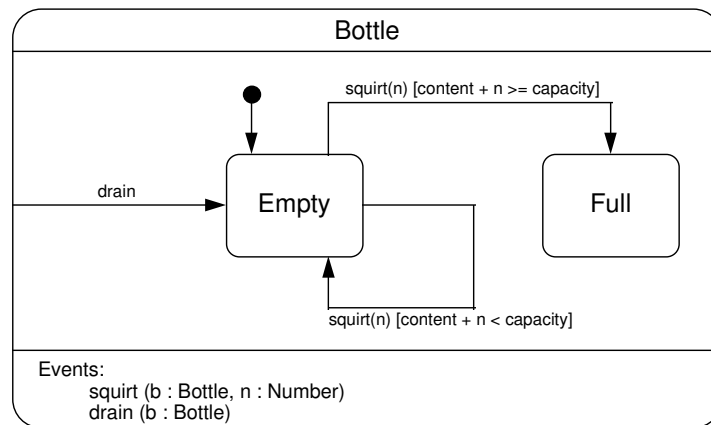 Bottle
squirt(n) [content + n >= capacity]
drain
Empty
Full
squirt(n) [content + n < capacity]
Events:
squirt (b : Bottle, n : Number)
drain (b : Bottle)